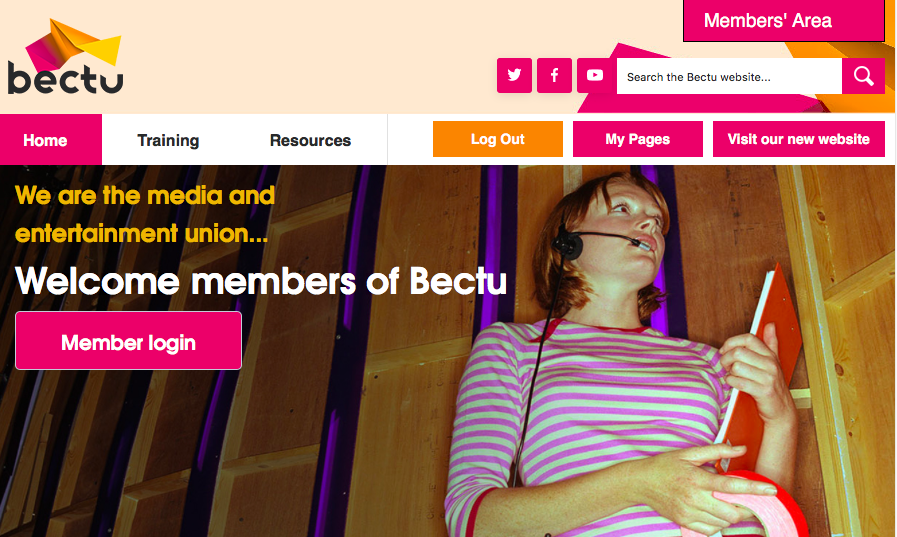 Members' Area
bectu
Search the Bectu website...
Home
Training
Resources
Log Out
My Pages
Visit our new website
We are the media and
entertainment union...
Welcome members of Bectu
Member login